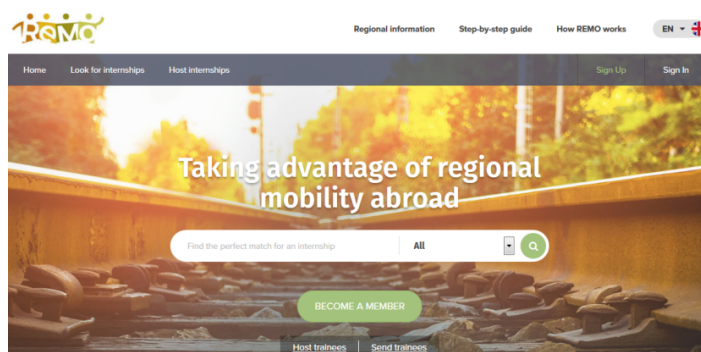 REMO
Regional information Step-by-step guide How REMO works EN
Home Look for internships Host internships Sign Up Sign In
Taking advantage of regional
mobility abroad
Find the perfect match for an internship All
BECOME A MEMBER
Host trainees Send trainees